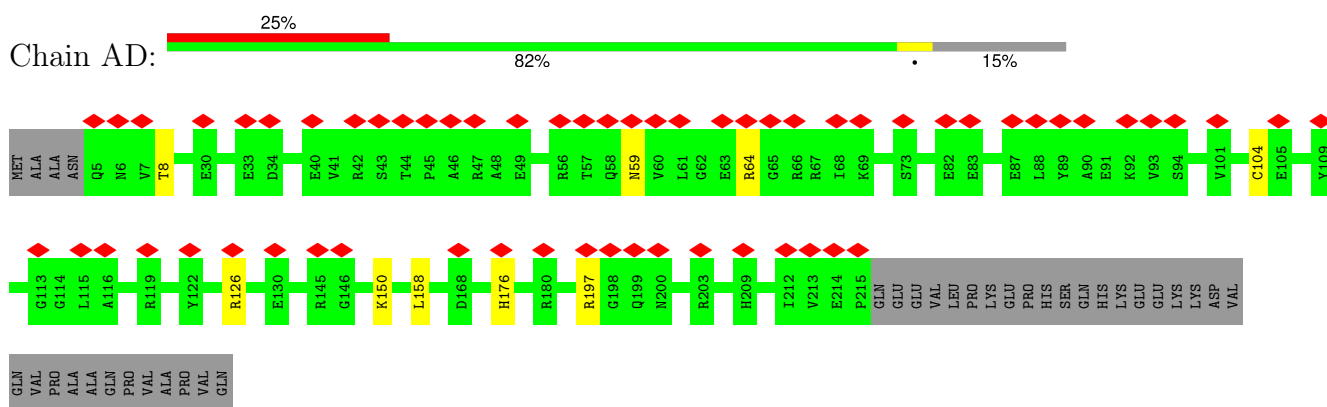 25%
Chain AD:
82%
•
15%
MET ALA ALA ASN Q5 N6 V7 T8 E30 E33 D34 E40 V41 R42 S43 T44 P45 A46 R47 A48 E49 R56 T57 Q58 N59 V60 L61 G62 E63 R64 G65 R66 R67 I68 K69 S73 E82 E83 E87 L88 Y89 A90 E91 K92 V93 S94 V101 C104 E105 Y109
G113 G114 L115 A116 R119 Y122 R126 E130 R145 G146 K150 L158 D168 H176 R180 R197 G198 Q199 N200 R203 H209 I212 V213 E214 P215 GLN GLU GLU VAL LEU PRO LYS GLU PRO HIS SER GLN HIS LYS GLU GLU LYS LYS ASP VAL
GLN VAL PRO ALA ALA GLN PRO VAL ALA PRO VAL GLN